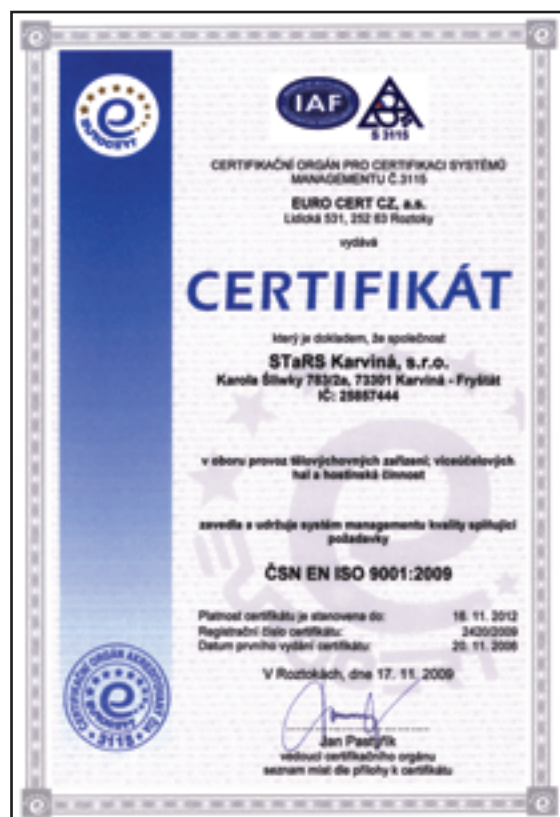 IAF
S 3115
CERTIFIKAČNÍ ORGÁN PRO CERTIFIKACI SYSTÉMŮ
MANAGEMENTU Č.3115
EURO CERT CZ, a.s.
Lidická 531, 252 63 Roztoky
vydává
CERTIFIKÁT
který je dokladem, že společnost
STaRS Karviná, s.r.o.
Karola Śliwky 783/2a, 73301 Karviná - Fryštát
IČ: 25857444
v oboru provoz tělovýchovných zařízení; víceúčelových
hal a hostinská činnost
zavedla a udržuje systém managementu kvality splňující
požadavky
ČSN EN ISO 9001:2009
Platnost certifikátu je stanovena do: 16. 11. 2012
Registrační číslo certifikátu: 2420/2009
Datum prvního vydání certifikátu: 20. 11. 2006
V Roztokách, dne 17. 11. 2009
Jan Pastyřík
vedoucí certifikačního orgánu
seznam míst dle přílohy k certifikátu